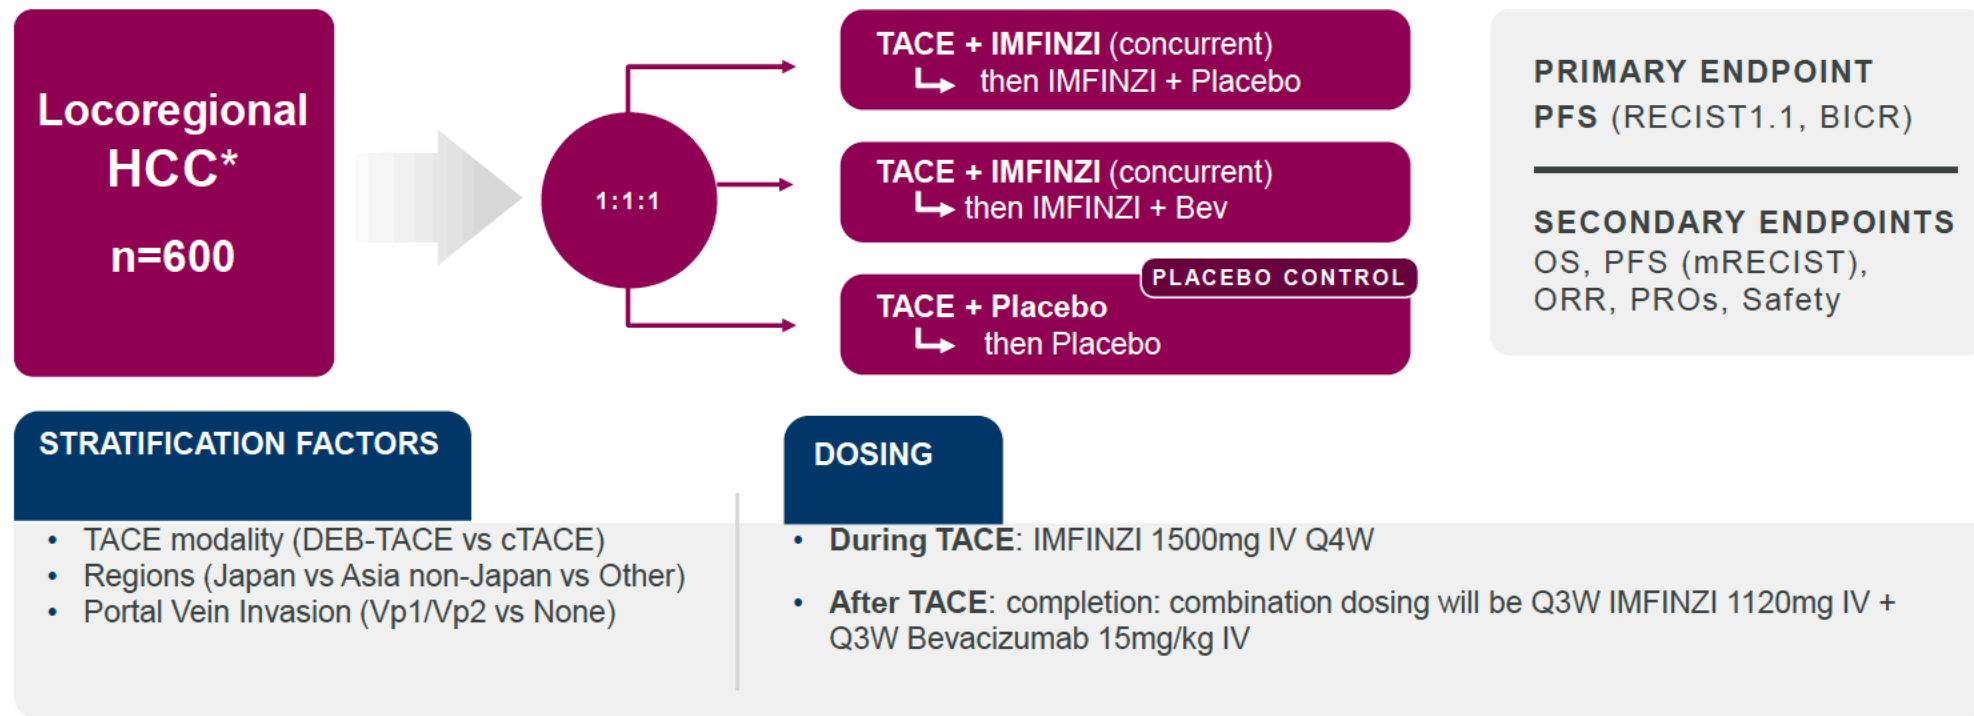 Locoregional
HCC*
n=600
1:1:1
TACE + IMFINZI (concurrent)
then IMFINZI + Placebo
TACE + IMFINZI (concurrent)
then IMFINZI + Bev
PLACEBO CONTROL
TACE + Placebo
then Placebo
PRIMARY ENDPOINT
PFS (RECIST1.1, BICR)
SECONDARY ENDPOINTS
OS, PFS (mRECIST),
ORR, PROs, Safety
STRATIFICATION FACTORS
• TACE modality (DEB-TACE vs cTACE)
• Regions (Japan vs Asia non-Japan vs Other)
• Portal Vein Invasion (Vp1/Vp2 vs None)
DOSING
• During TACE: IMFINZI 1500mg IV Q4W
• After TACE: completion: combination dosing will be Q3W IMFINZI 1120mg IV +
Q3W Bevacizumab 15mg/kg IV